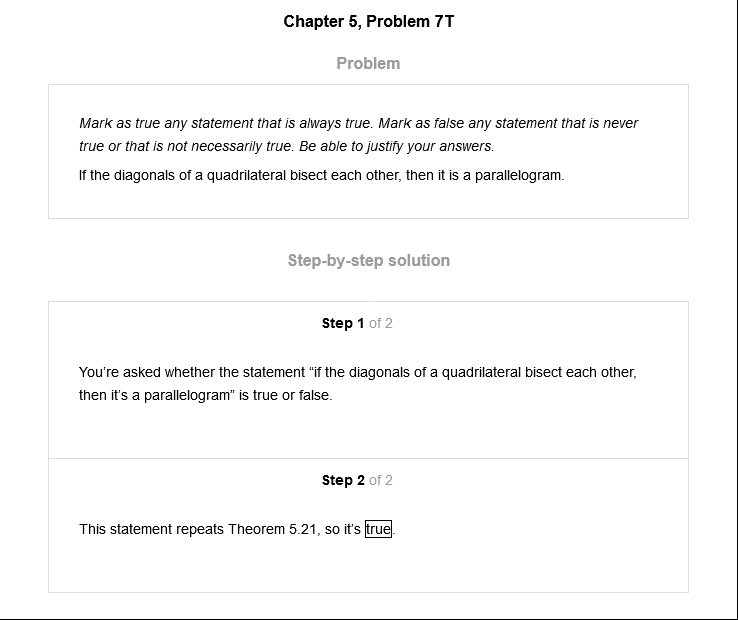 Chapter 5, Problem 7T
Problem
Mark as true any statement that is always true. Mark as false any statement that is never
true or that is not necessarily true. Be able to justify your answers.
If the diagonals of a quadrilateral bisect each other, then it is a parallelogram.
Step-by-step solution
Step 1 of 2
You’re asked whether the statement “if the diagonals of a quadrilateral bisect each other,
then it’s a parallelogram” is true or false.
Step 2 of 2
This statement repeats Theorem 5.21, so it’s true.